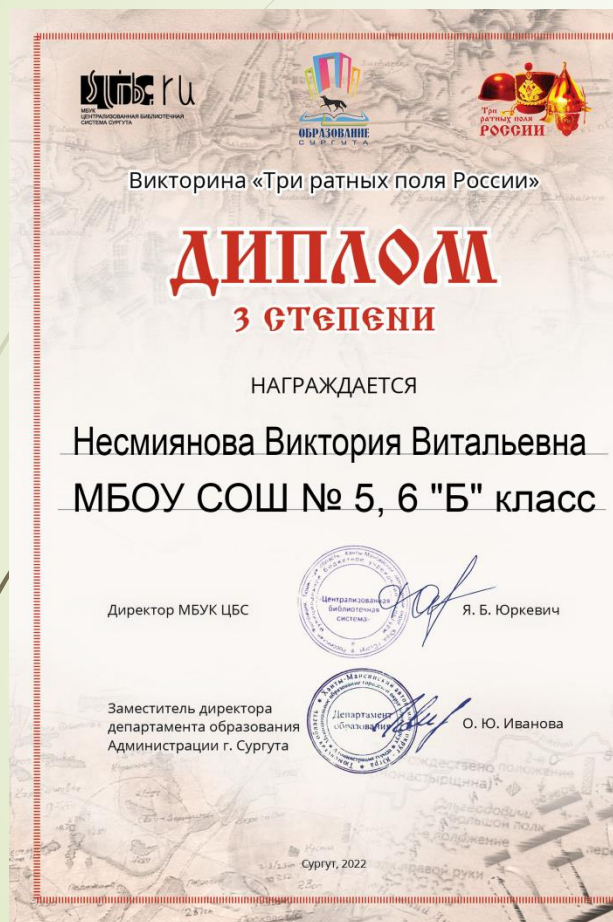 ЦБС.ru
МБУК
ЦЕНТРАЛИЗОВАННАЯ БИБЛИОТЕЧНАЯ
СИСТЕМА СУРГУТА
ОБРАЗОВАНИЕ
СУРГУТА
Три
ратных поля
РОССИИ
Викторина «Три ратных поля России»
ДИПЛОМ
3 СТЕПЕНИ
НАГРАЖДАЕТСЯ
Несмиянова Виктория Витальевна
МБОУ СОШ № 5, 6 "Б" класс
Централизованная
библиотечная
система
Директор МБУК ЦБС
Я. Б. Юркевич
Заместитель директора
департамента образования
Администрации г. Сургута
Департамент
образования
О. Ю. Иванова
Сургут, 2022